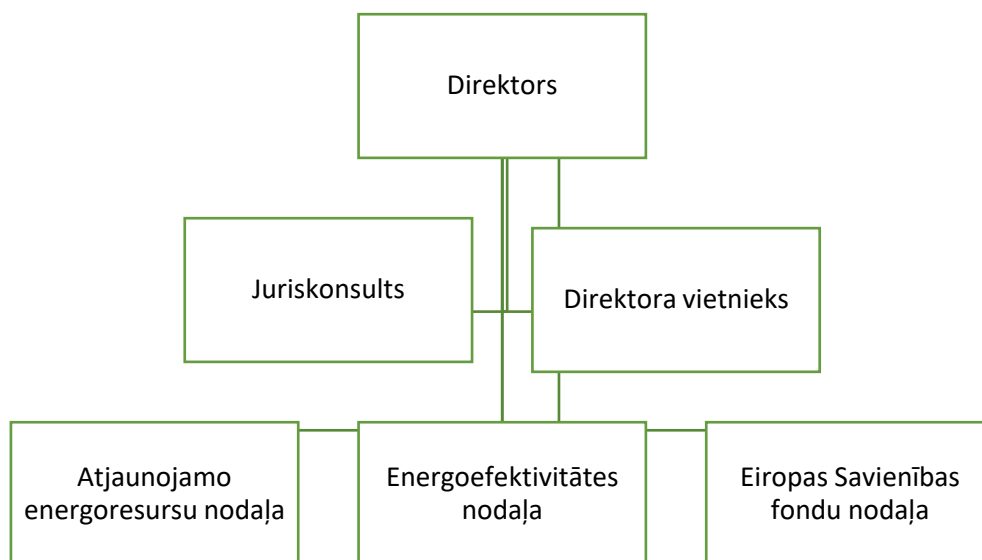 Direktors
Juriskonsults
Direktora vietnieks
Atjaunojamo
energoresursu nodaļa
Energoefektivitātes
nodaļa
Eiropas Savienības
fondu nodaļa